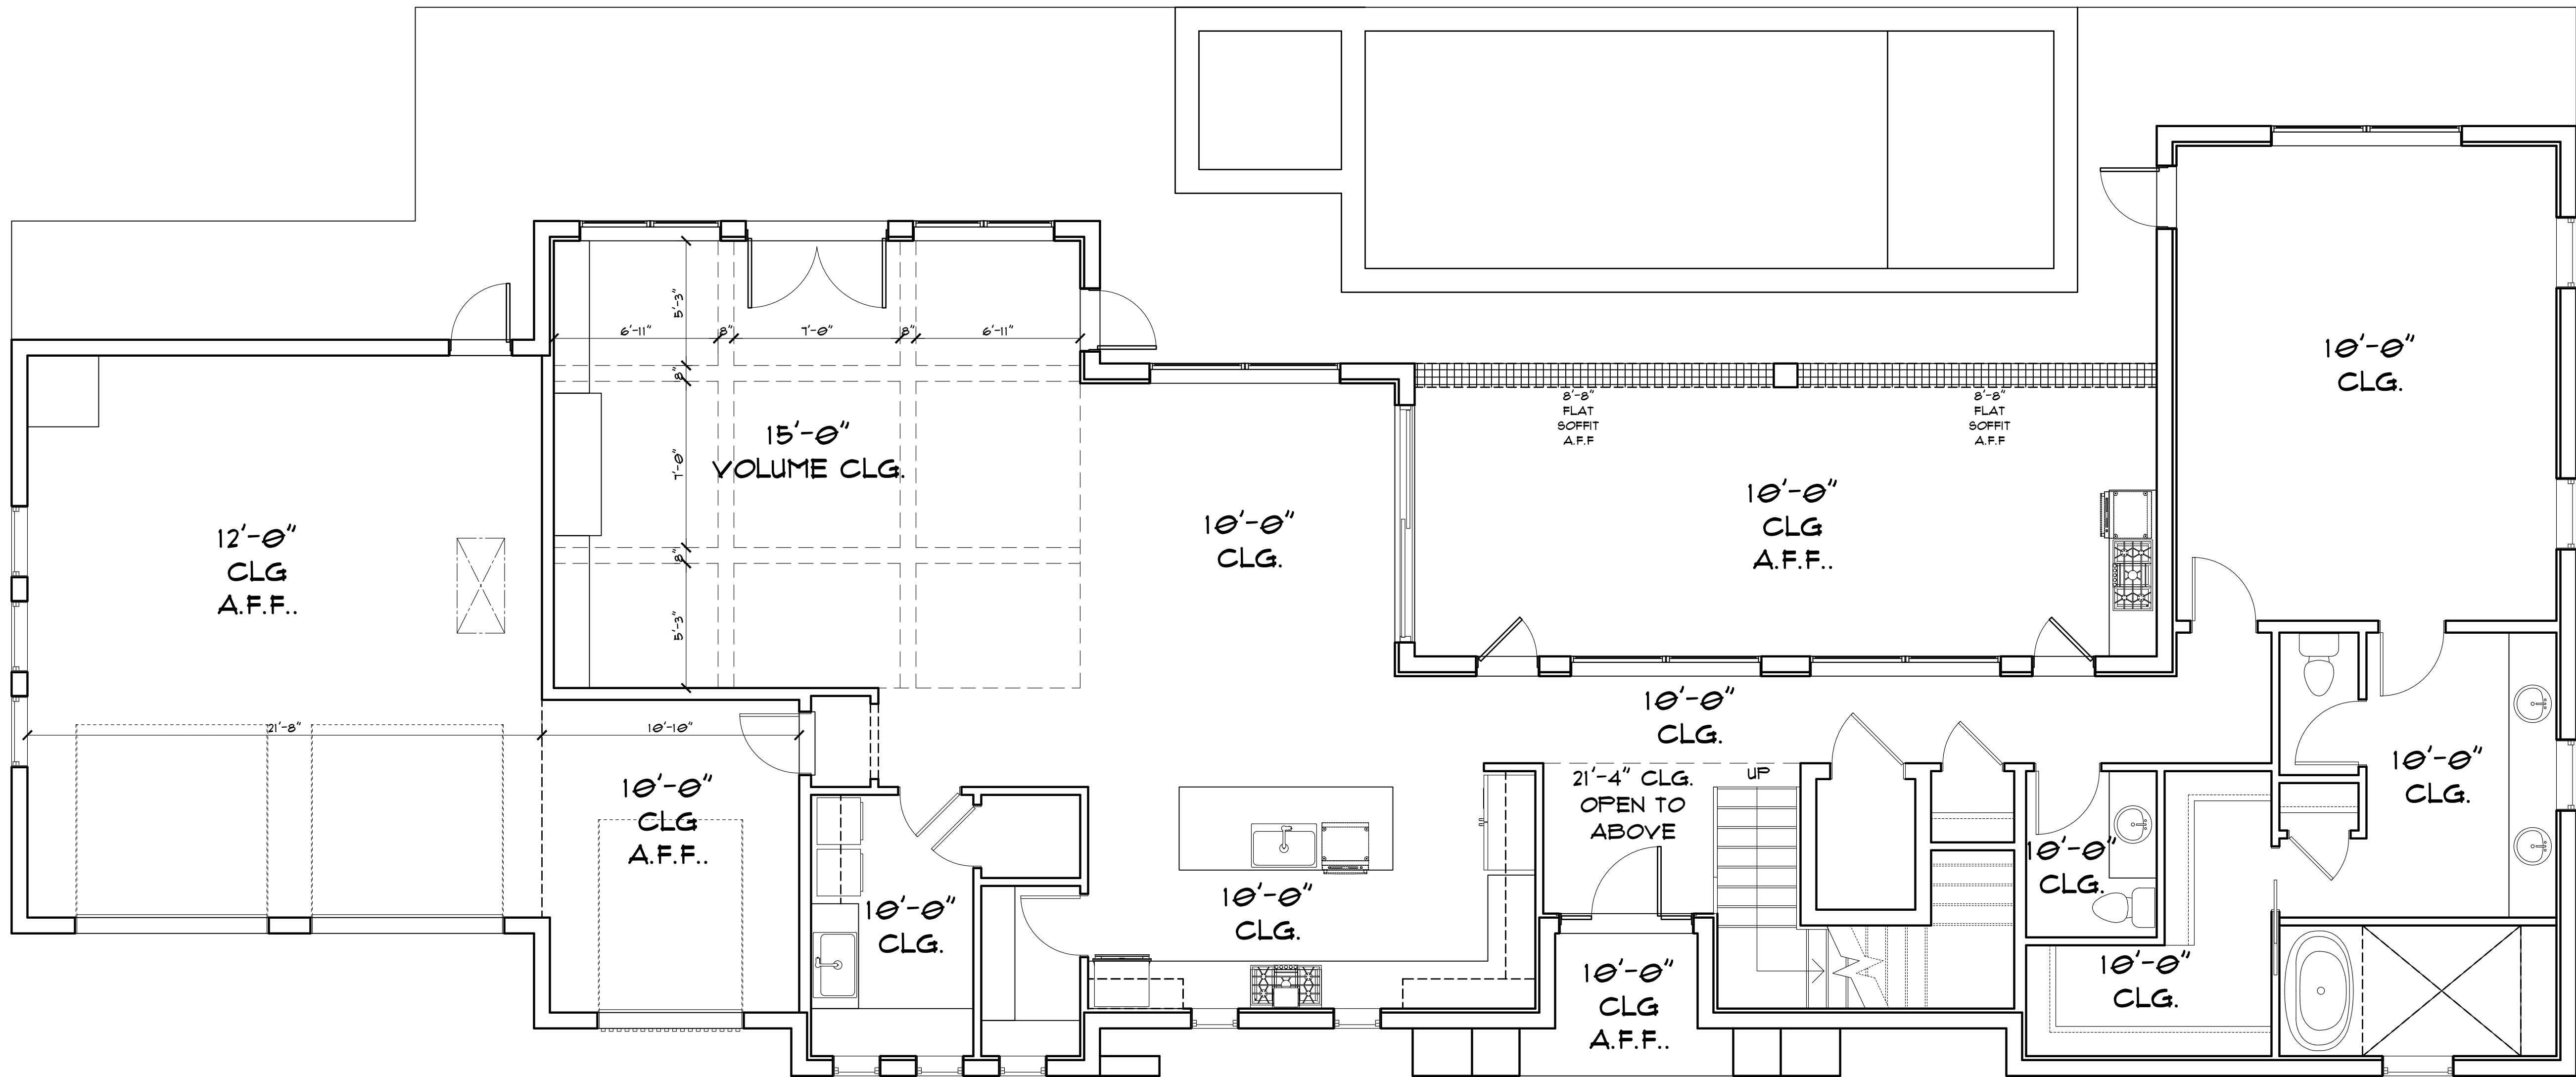 5'-3"
6'-11"
8"
7'-0"
8"
6'-11"
8"
15'-0"
VOLUME CLG.
7'-0"
8"
5'-3"
12'-0"
CLG
A.F.F..
10'-0"
CLG.
8'-8"
FLAT
SOFFIT
A.F.F
8'-8"
FLAT
SOFFIT
A.F.F
10'-0"
CLG
A.F.F..
10'-0"
CLG.
21'-8"
10'-10"
10'-0"
CLG
A.F.F..
10'-0"
CLG.
21'-4" CLG.
OPEN TO
ABOVE
UP
10'-0"
CLG.
10'-0"
CLG.
10'-0"
CLG.
10'-0"
CLG.
10'-0"
CLG
A.F.F..
10'-0"
CLG.